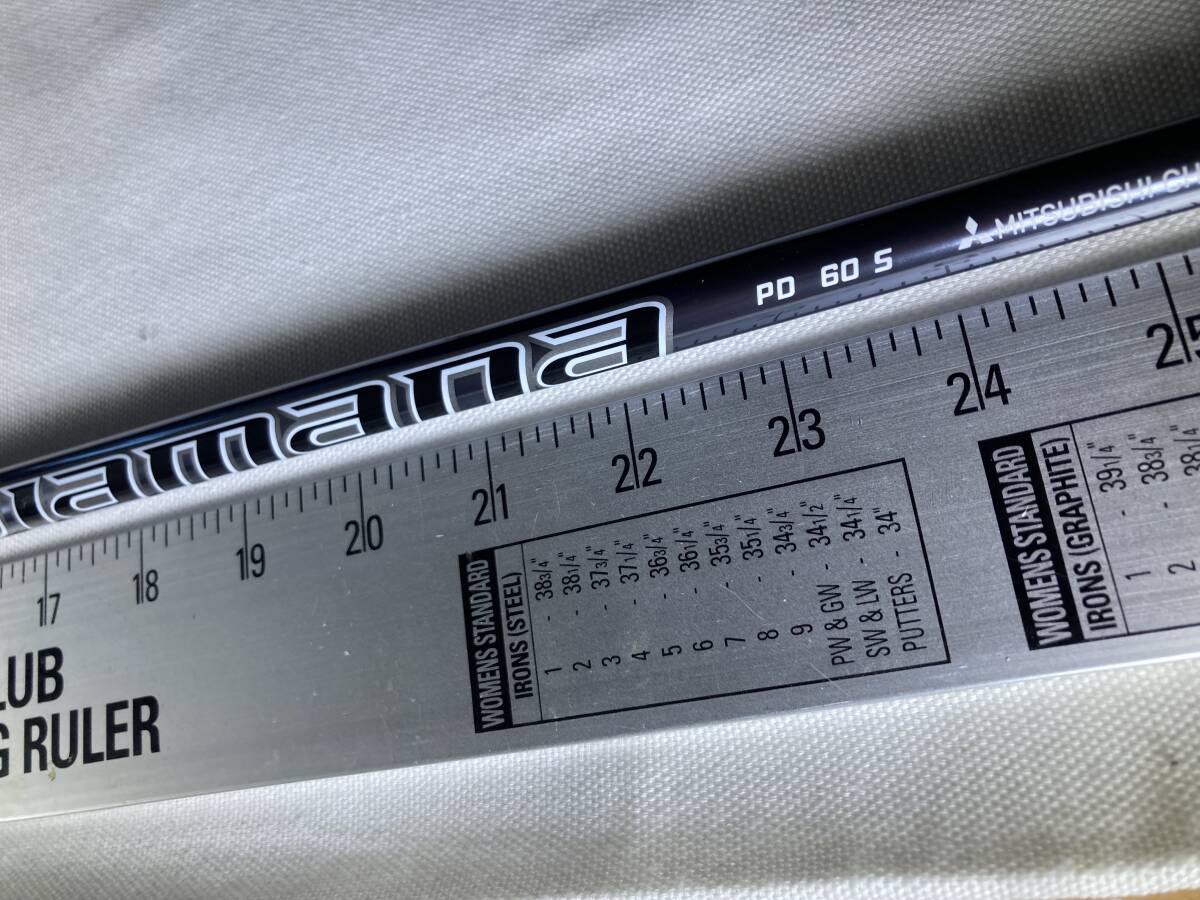 amana PD 60 S MITSUBISHI CH
17 18 19 20 21 22 23 24 25
LUB
G RULER
WOMENS STANDARD
IRONS (STEEL)
1 - 38 3/4"
2 - 38 1/4"
3 - 37 3/4"
4 - 37 1/4"
5 - 36 3/4"
6 - 36 1/4"
7 - 35 3/4"
8 - 35 1/4"
9 - 34 3/4"
PW & GW - 34 1/2"
SW & LW - 34 1/4"
PUTTERS - 34"
WOMENS STANDARD
IRONS (GRAPHITE)
1 - 39 1/4"
2 - 38 3/4"
28 1/4"